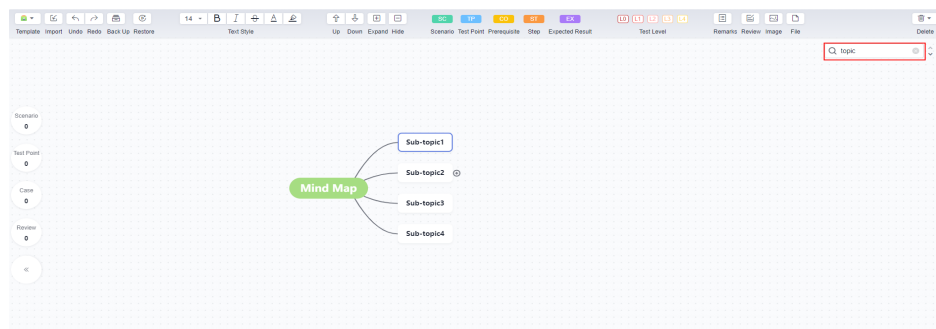 14 B I T A
SC TP CO ST EX L0 L1 L2 L3 L4
Template Import Undo Redo Back Up Restore Text Style Up Down Expand Hide Scenario Test Point Prerequisite Step Expected Result Test Level Remarks Review Image File Delete
topic
Scenario
0
Test Point
0
Case
0
Review
0
Mind Map
Sub-topic1
Sub-topic2
Sub-topic3
Sub-topic4